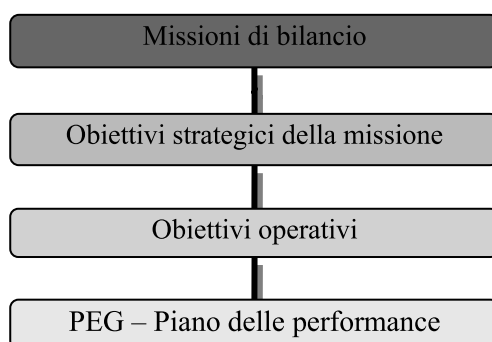 Missioni di bilancio
Obiettivi strategici della missione
Obiettivi operativi
PEG – Piano delle performance